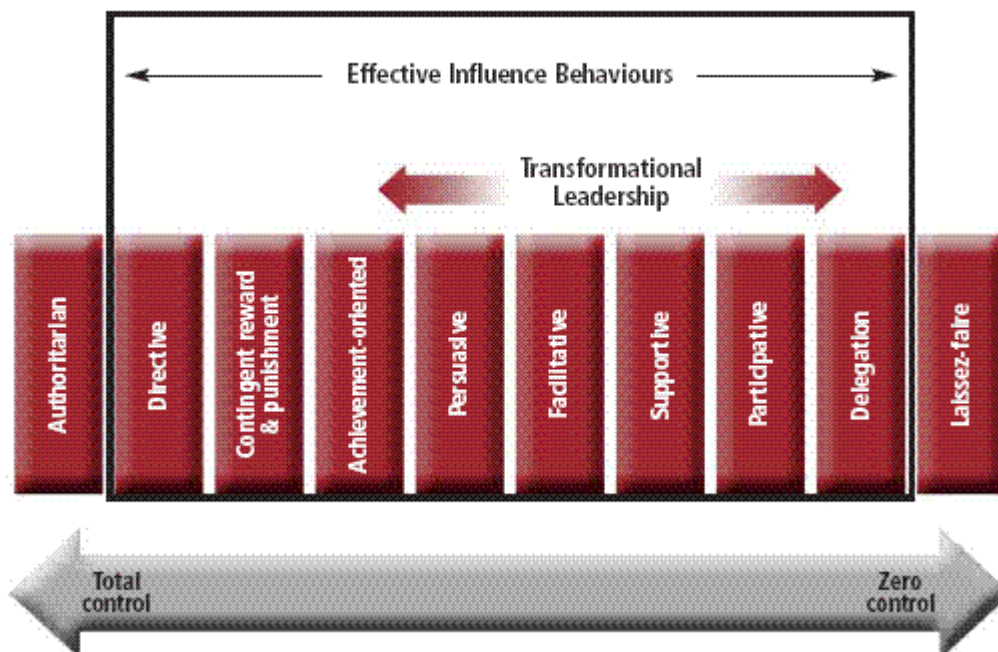 Effective Influence Behaviours
Transformational
Leadership
Authoritarian
Directive
Contingent reward
& punishment
Achievement-oriented
Persuasive
Facilitative
Supportive
Participative
Delegation
Laissez-faire
Total
control
Zero
control